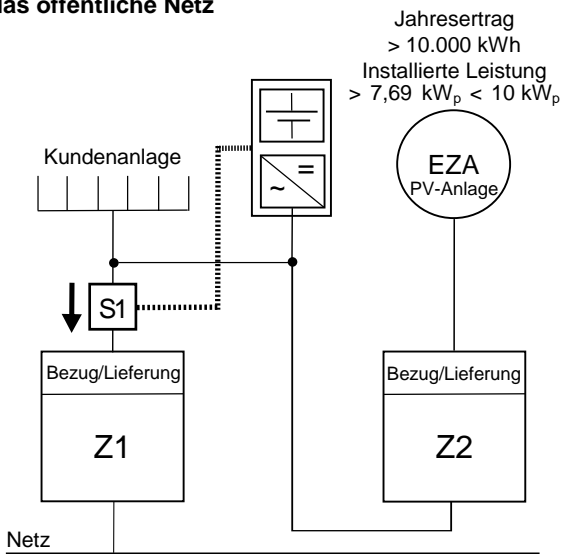 das öffentliche Netz
Jahresertrag
> 10.000 kWh
Installierte Leistung
> 7,69 kWp < 10 kWp
Kundenanlage
=
~
EZA
PV-Anlage
S1
Bezug/Lieferung
Z1
Bezug/Lieferung
Z2
Netz